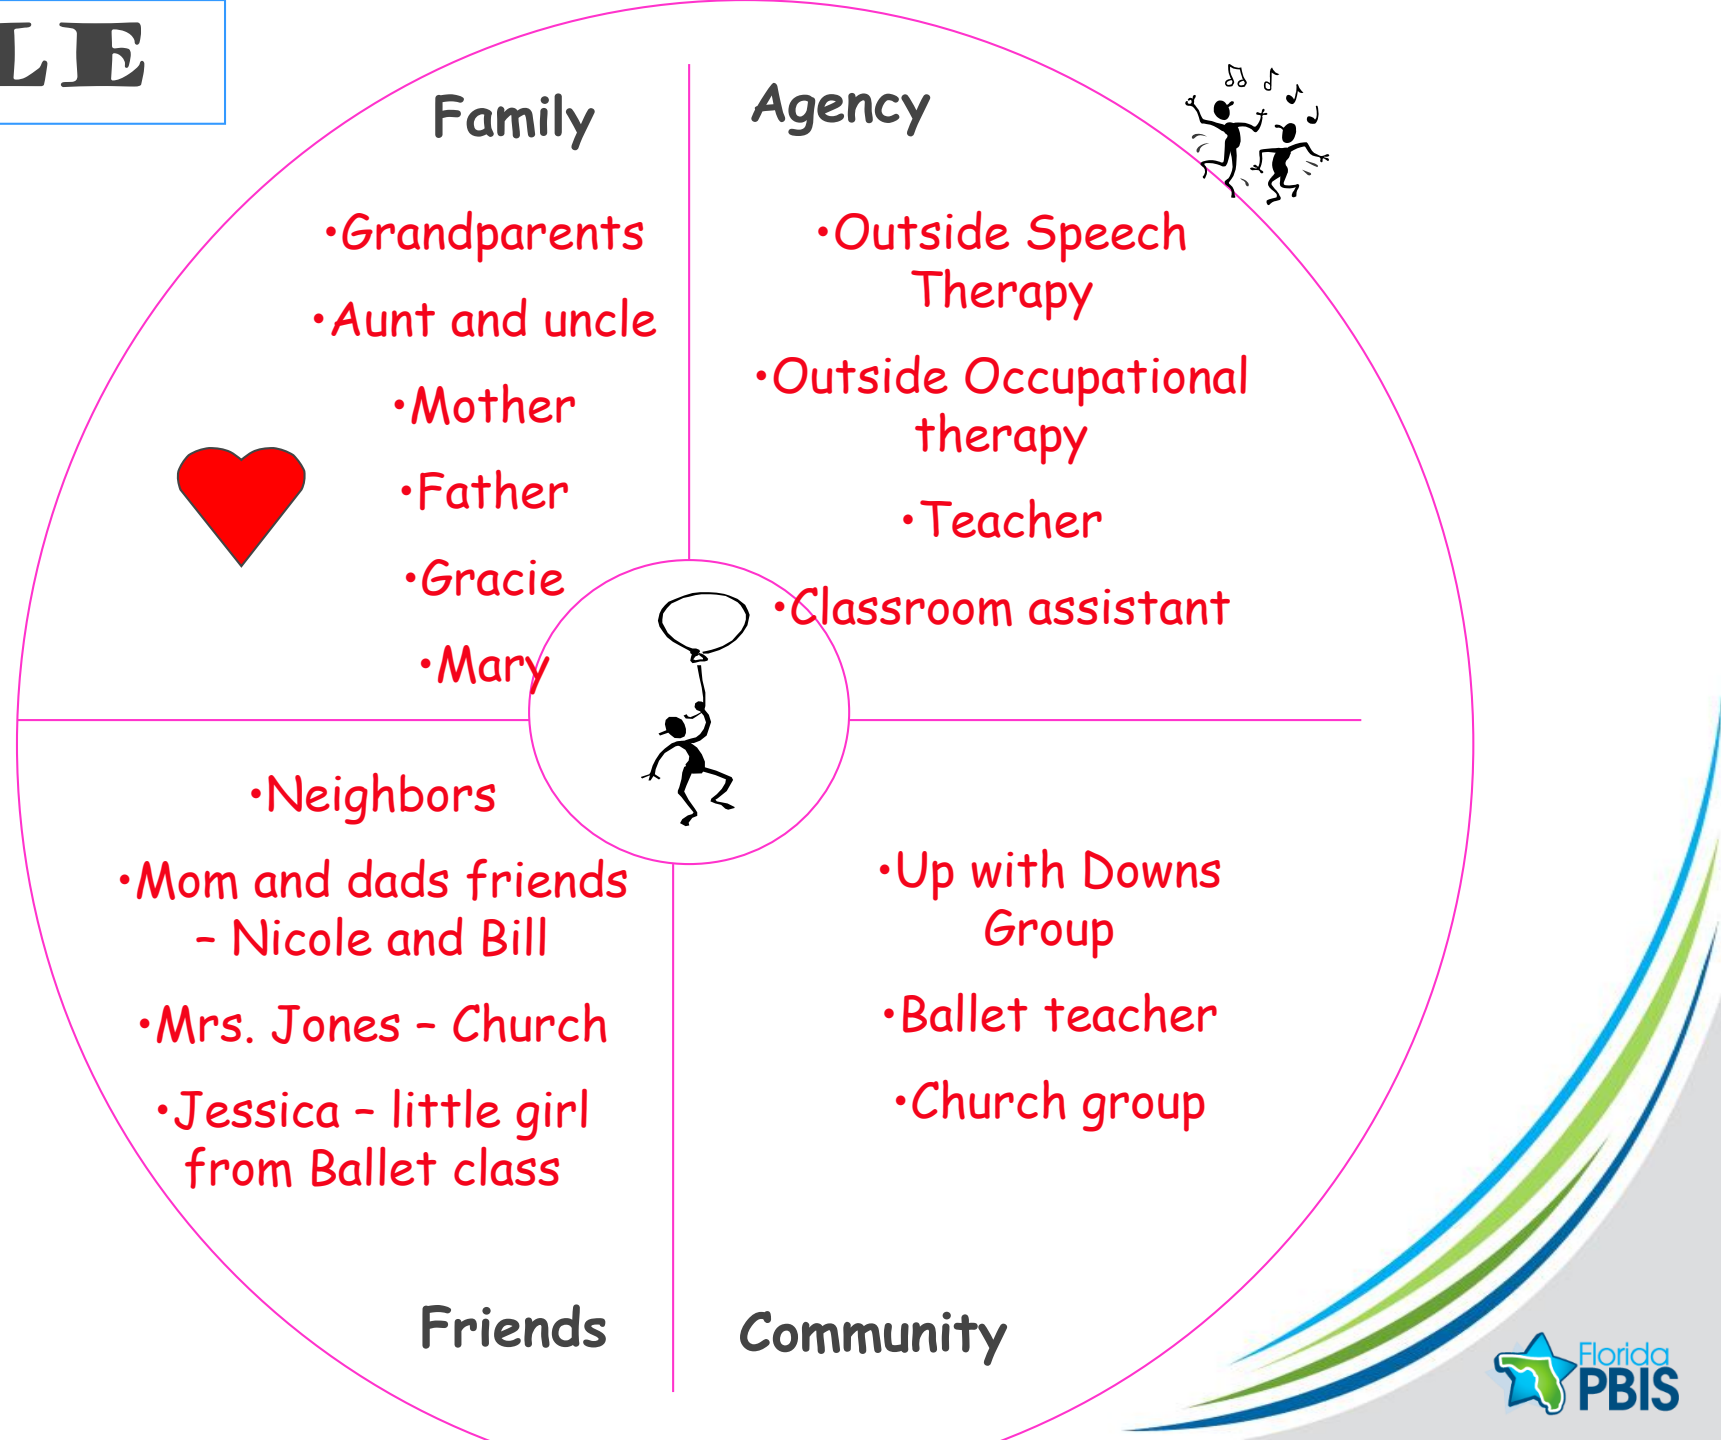 LE
Family
•Grandparents
•Aunt and uncle
•Mother
•Father
•Gracie
•Mary
Agency
•Outside Speech
Therapy
•Outside Occupational
therapy
•Teacher
•Classroom assistant
•Neighbors
•Mom and dads friends
– Nicole and Bill
•Mrs. Jones – Church
•Jessica – little girl
from Ballet class
Friends
•Up with Downs
Group
•Ballet teacher
•Church group
Community
Florida
PBIS